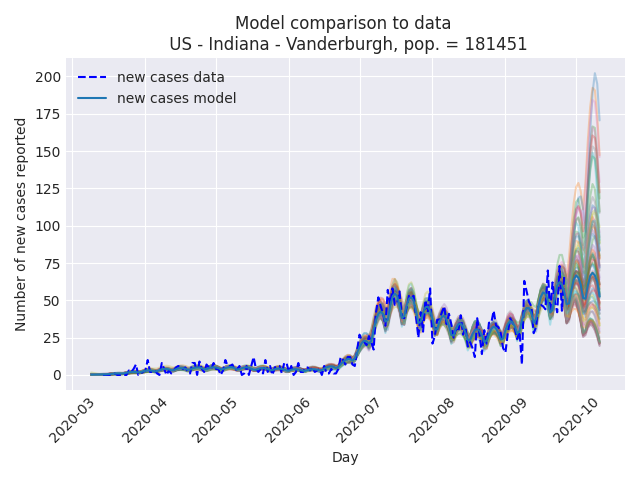 Model comparison to data
US - Indiana - Vanderburgh, pop. = 181451
new cases data
new cases model
Number of new cases reported
200
175
150
125
100
75
50
25
0
2020-03
2020-04
2020-05
2020-06
2020-07
2020-08
2020-09
2020-10
Day